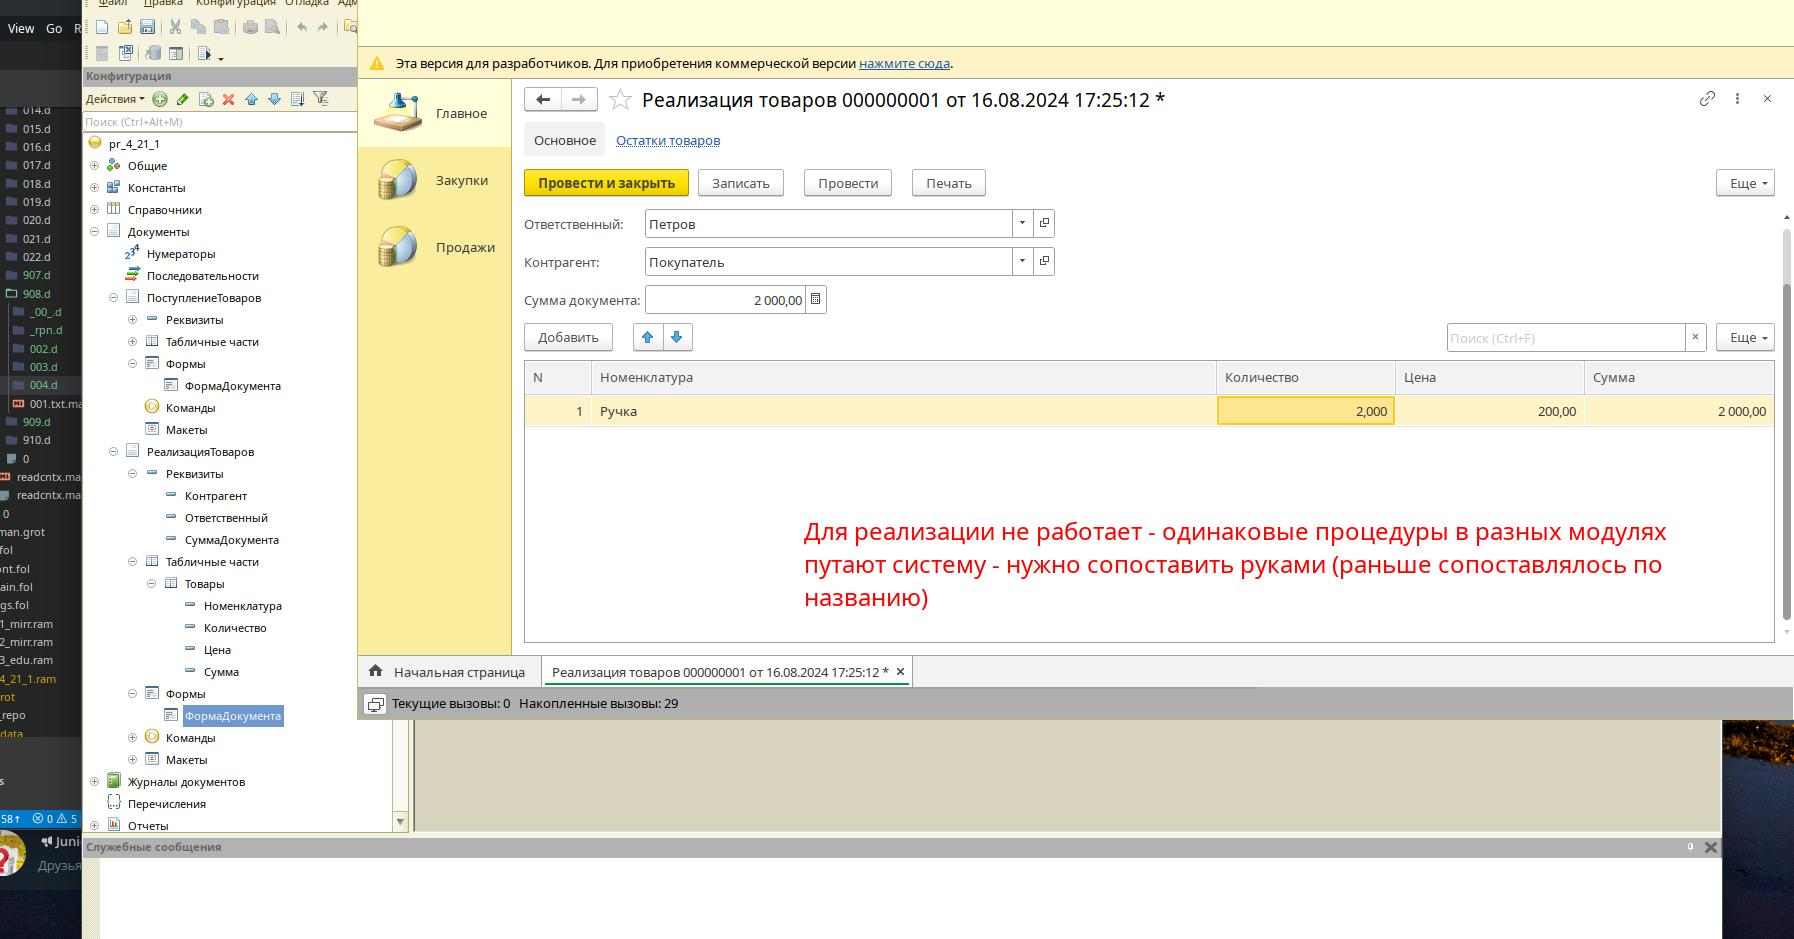 Файл Правка Конфигурация Отладка
View Go
Эта версия для разработчиков. Для приобретения коммерческой версии нажмите сюда.
Конфигурация
Действия
Поиск (Ctrl+Alt+M)
pr_4_21_1
Общие
Константы
Справочники
Документы
Нумераторы
Последовательности
ПоступлениеТоваров
Реквизиты
Табличные части
Формы
ФормаДокумента
Команды
Макеты
РеализацияТоваров
Реквизиты
Контрагент
Ответственный
СуммаДокумента
Табличные части
Товары
Номенклатура
Количество
Цена
Сумма
Формы
ФормаДокумента
Команды
Макеты
Журналы документов
Перечисления
Отчеты
Служебные сообщения
014.d
015.d
016.d
017.d
018.d
019.d
020.d
021.d
022.d
907.d
908.d
_00_.d
_rpn.d
002.d
003.d
004.d
001.txt.ma
909.d
910.d
0
readcntx.ma
readcntx.ma
0
man.grot
fol
ont.fol
ain.fol
gs.fol
1_mirr.ram
2_mirr.ram
3_edu.ram
4_21_1.ram
rot
_repo
data
s
58↑ 0 5
Juni
Друзья
Главное
Закупки
Продажи
Реализация товаров 000000001 от 16.08.2024 17:25:12 *
Основное Остатки товаров
Провести и закрыть Записать Провести Печать Еще
Ответственный: Петров
Контрагент: Покупатель
Сумма документа: 2 000,00
Добавить Поиск (Ctrl+F) × Еще
N Номенклатура Количество Цена Сумма
1 Ручка 2,000 200,00 2 000,00
Для реализации не работает - одинаковые процедуры в разных модулях
путают систему - нужно сопоставить руками (раньше сопоставлялось по
названию)
Начальная страница Реализация товаров 000000001 от 16.08.2024 17:25:12 * ×
Текущие вызовы: 0 Накопленные вызовы: 29